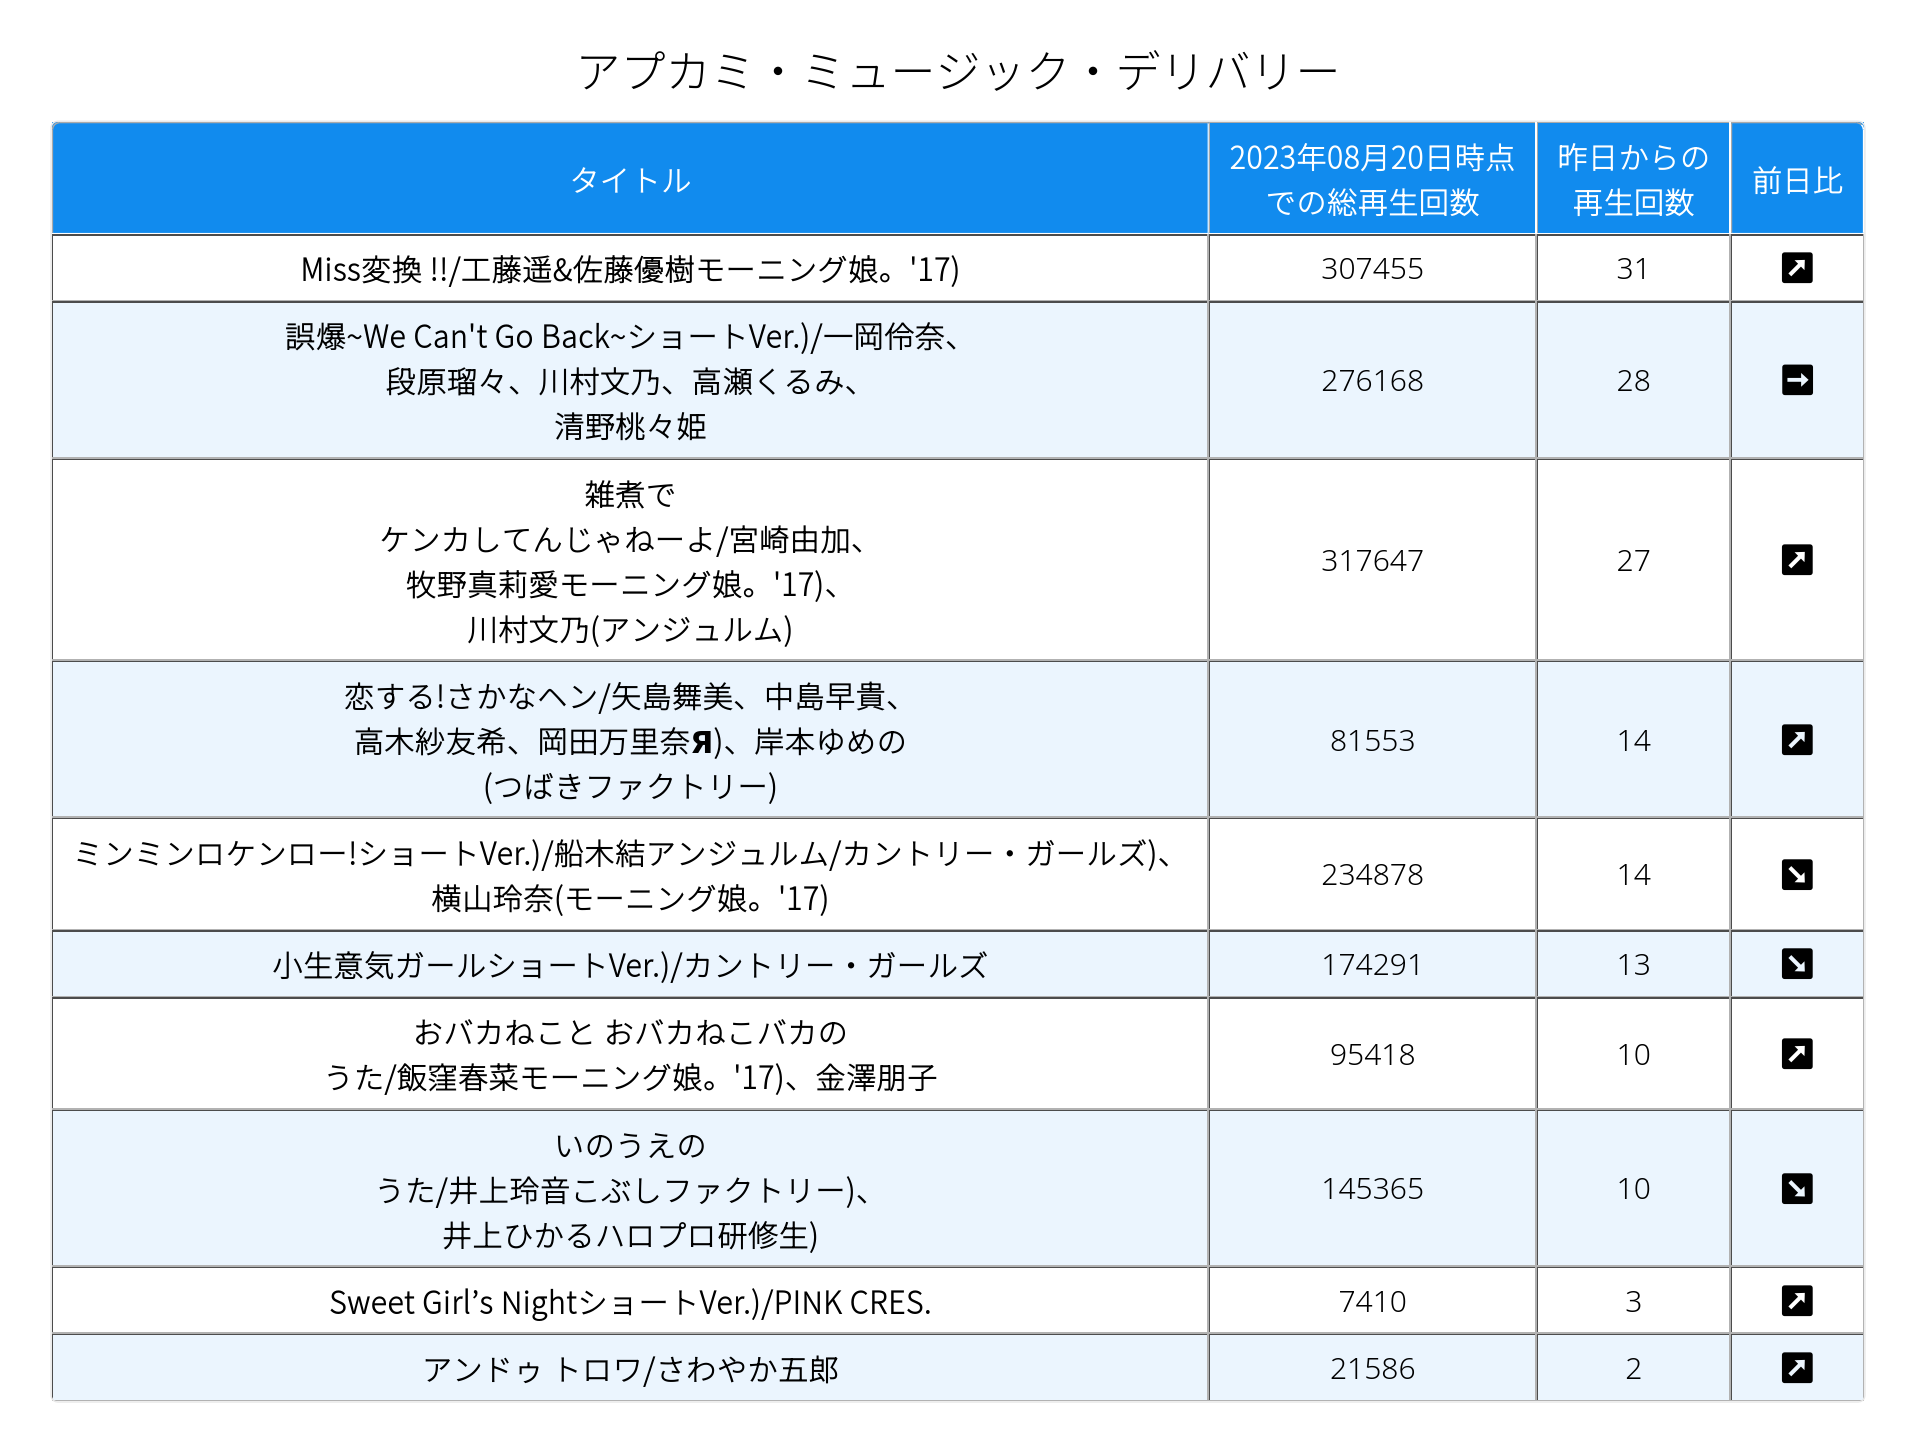 アプカミ・ミュージック・デリバリー
タイトル
2023年08月20日時点
での総再生回数
昨日からの
再生回数
前日比
Miss変換 !!/工藤遥&佐藤優樹モーニング娘。'17)
307455
31
誤爆~We Can't Go Back~ショートVer.)/一岡伶奈、
段原瑠々、川村文乃、高瀬くるみ、
清野桃々姫
276168
28
雑煮で
ケンカしてんじゃねーよ/宮崎由加、
牧野真莉愛モーニング娘。'17)、
川村文乃(アンジュルム)
317647
27
恋する!さかなヘン/矢島舞美、中島早貴、
高木紗友希、岡田万里奈Я)、岸本ゆめの
(つばきファクトリー)
81553
14
ミンミンロケンロー!ショートVer.)/船木結アンジュルム/カントリー・ガールズ)、
横山玲奈(モーニング娘。'17)
234878
14
小生意気ガールショートVer.)/カントリー・ガールズ
174291
13
おバカねこと おバカねこバカの
うた/飯窪春菜モーニング娘。'17)、金澤朋子
95418
10
いのうえの
うた/井上玲音こぶしファクトリー)、
井上ひかるハロプロ研修生)
145365
10
Sweet Girl’s NightショートVer.)/PINK CRES.
7410
3
アンドゥ トロワ/さわやか五郎
21586
2